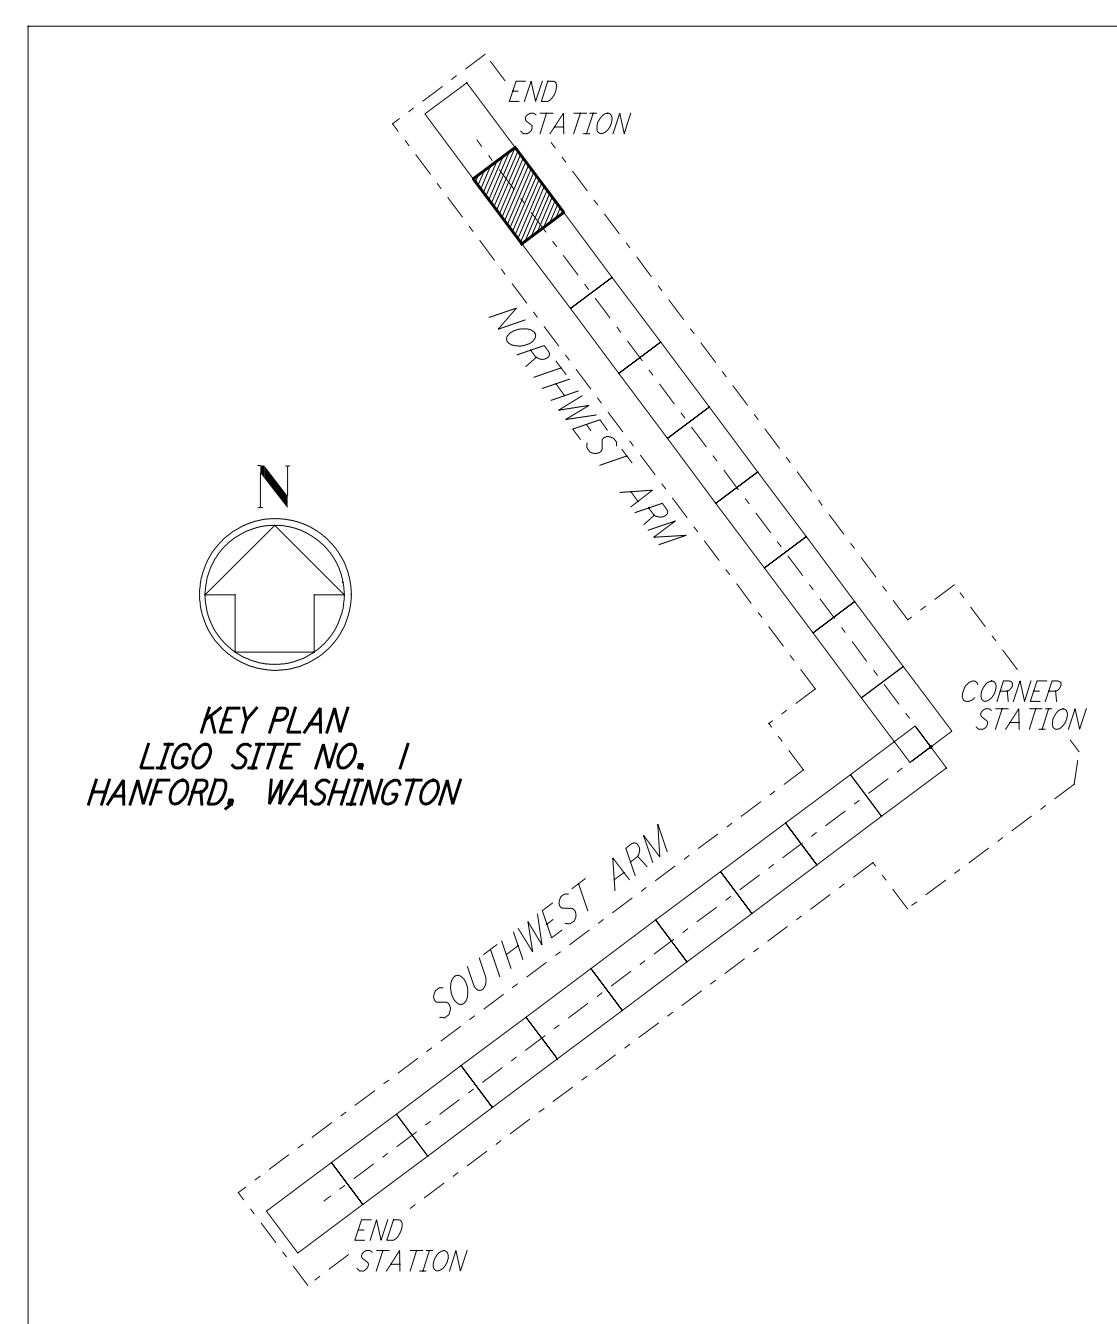 END
STATION
NORTHWEST ARM
N
KEY PLAN
LIGO SITE NO. 1
HANFORD, WASHINGTON
CORNER
STATION
SOUTHWEST ARM
END
STATION